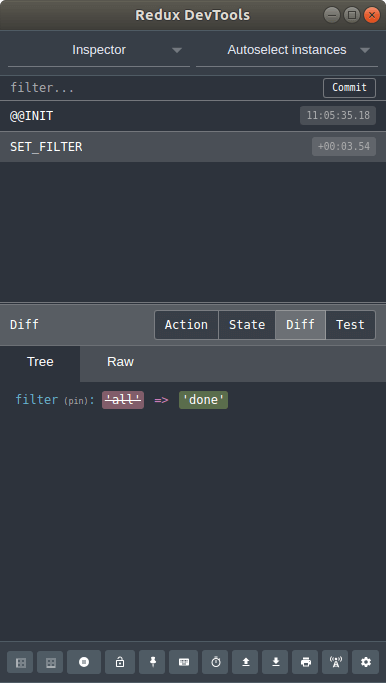 Redux DevTools
Inspector Autoselect instances
filter... Commit
@@INIT 11:05:35.18
SET_FILTER +00:03.54
Diff Action State Diff Test
Tree Raw
filter (pin): 'all' => 'done'